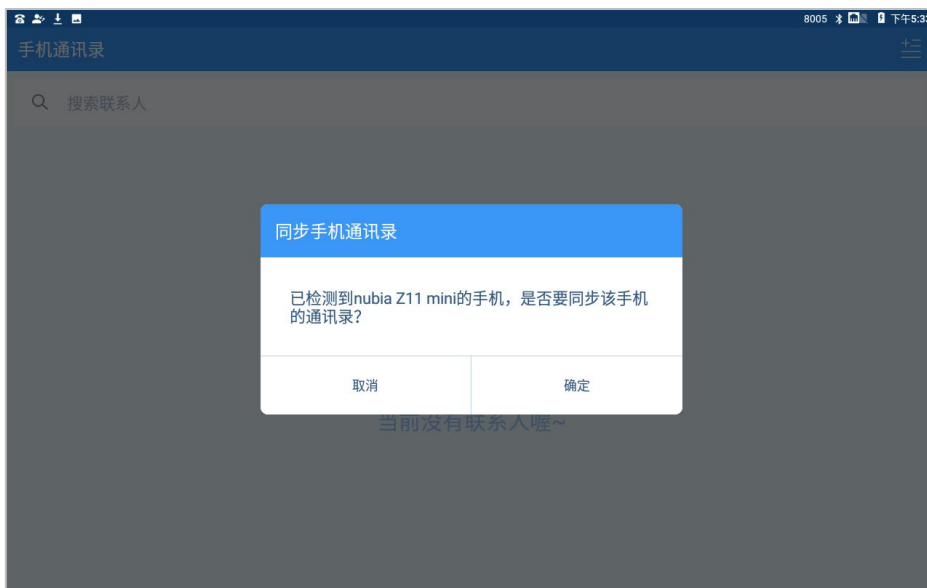 8005 下午5:33
手机通讯录
搜索联系人
同步手机通讯录
已检测到nubia Z11 mini的手机，是否要同步该手机
的通讯录？
取消 确定
当前没有联系人喔~